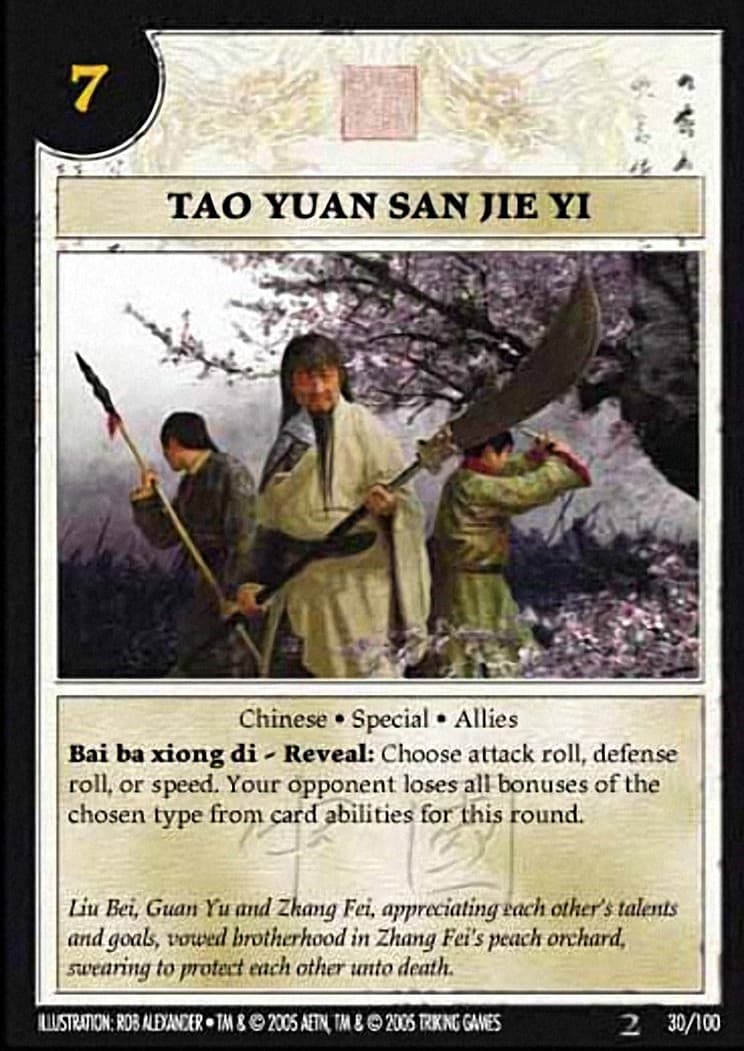 7
TAO YUAN SAN JIE YI
Chinese • Special • Allies
Bai ba xiong di - Reveal: Choose attack roll, defense
roll, or speed. Your opponent loses all bonuses of the
chosen type from card abilities for this round.
中国
Liu Bei, Guan Yu and Zhang Fei, appreciating each other's talents
and goals, vowed brotherhood in Zhang Fei's peach orchard,
swearing to protect each other unto death.
ILLUSTRATION: ROB ALEXANDER • TM & © 2005 AETN, TM & © 2005 TRIKING GAMES
2 30/100